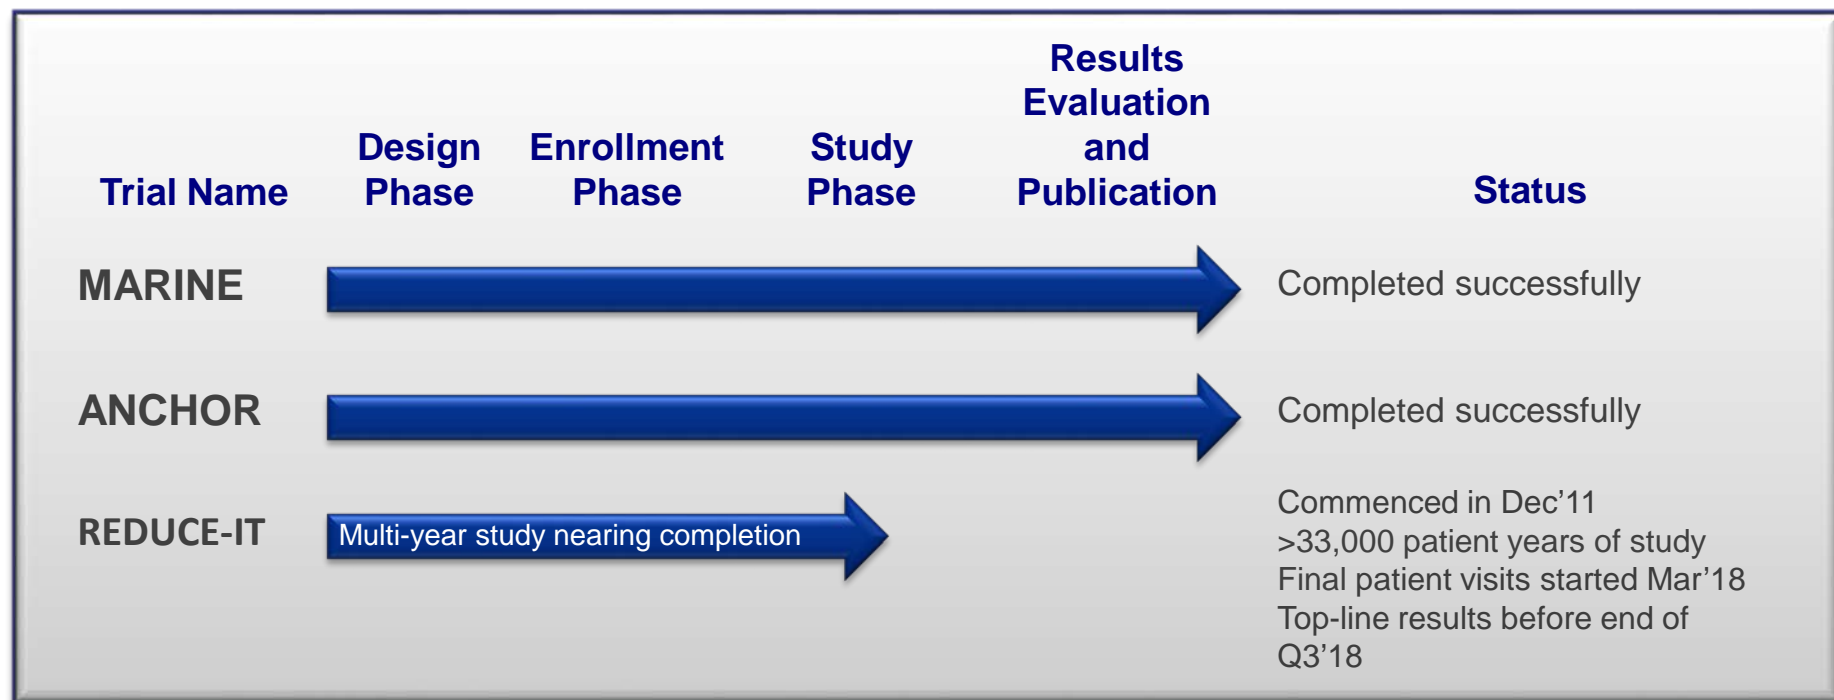 Trial Name
Design
Phase
Enrollment
Phase
Study
Phase
Results
Evaluation
and
Publication
Status
MARINE
Completed successfully
ANCHOR
Completed successfully
REDUCE-IT
Multi-year study nearing completion
Commenced in Dec’11
>33,000 patient years of study
Final patient visits started Mar’18
Top-line results before end of
Q3’18